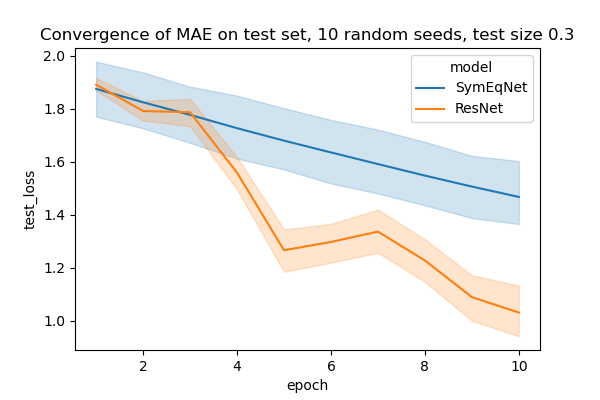 Convergence of MAE on test set, 10 random seeds, test size 0.3
model
SymEqNet
ResNet
test_loss
2.0
1.8
1.6
1.4
1.2
1.0
2 4 6 8 10
epoch